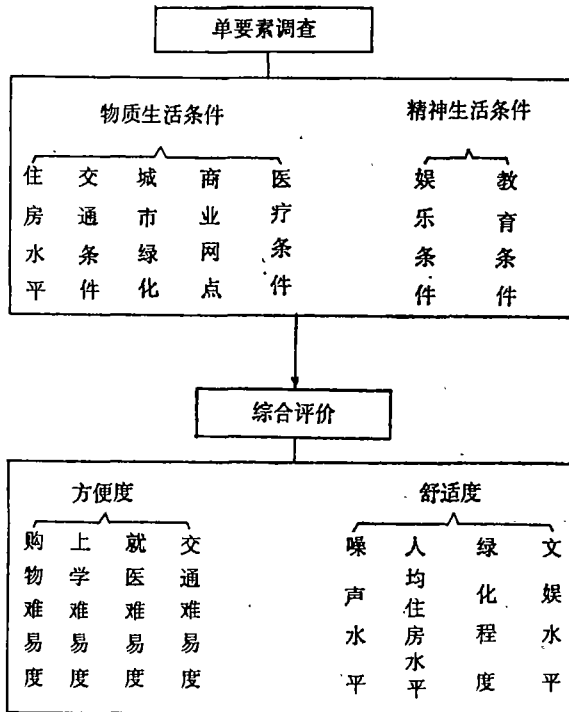 单要素调查
物质生活条件
精神生活条件
住房水平
交通条件
城市绿化
商业网点
医疗条件
娱乐条件
教育条件
综合评价
方便度
舒适度
购物难易度
上学难易度
就医难易度
交通难易度
噪声水平
人均住房水平
绿化程度
文娱水平